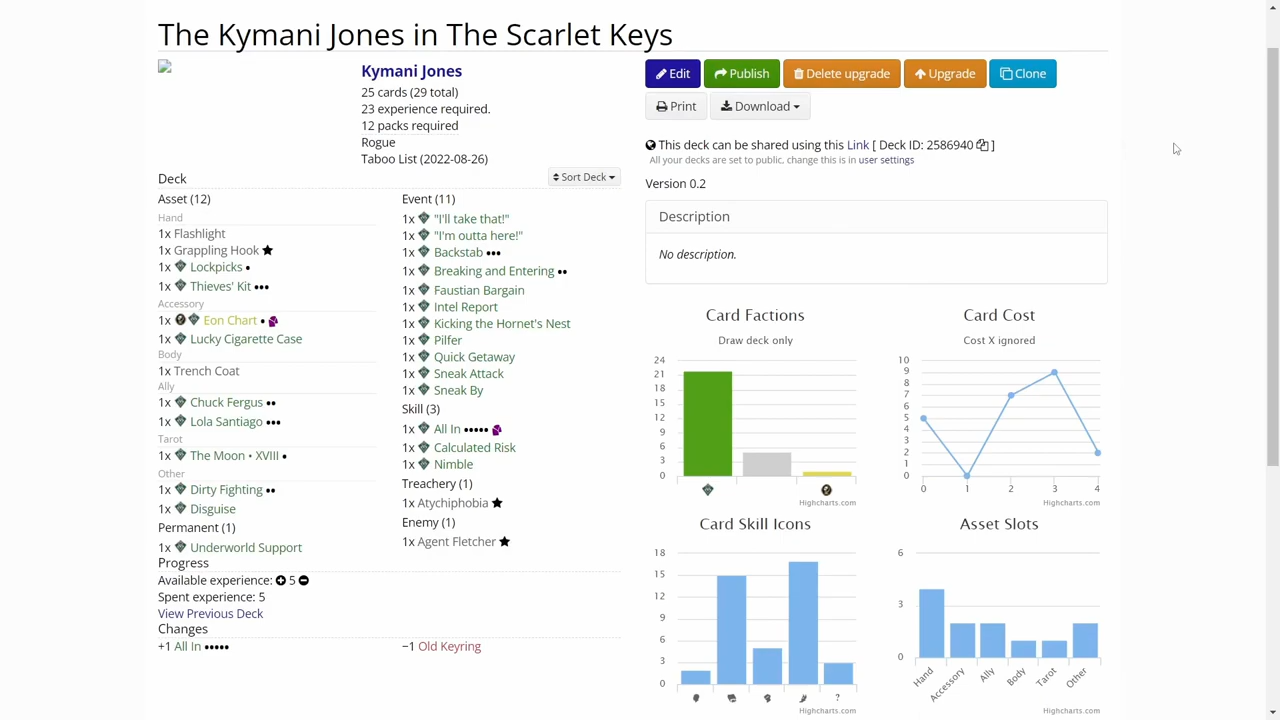 The Kymani Jones in The Scarlet Keys
Kymani Jones
25 cards (29 total)
23 experience required.
12 packs required
Rogue
Taboo List (2022-08-26)
Edit
Publish
Delete upgrade
Upgrade
Clone
Print
Download
This deck can be shared using this Link [ Deck ID: 2586940 ]
All your decks are set to public, change this is in user settings
Version 0.2
Description
No description.
Deck
Sort Deck
Asset (12)
Hand
1x Flashlight
1x Grappling Hook ★
1x Lockpicks •
1x Thieves' Kit •••
Accessory
1x Eon Chart •
1x Lucky Cigarette Case
Body
1x Trench Coat
Ally
1x Chuck Fergus ••
1x Lola Santiago •••
Tarot
1x The Moon • XVIII •
Other
1x Dirty Fighting ••
1x Disguise
Permanent (1)
1x Underworld Support
Event (11)
1x "I'll take that!"
1x "I'm outta here!"
1x Backstab •••
1x Breaking and Entering ••
1x Faustian Bargain
1x Intel Report
1x Kicking the Hornet's Nest
1x Pilfer
1x Quick Getaway
1x Sneak Attack
1x Sneak By
Skill (3)
1x All In •••••
1x Calculated Risk
1x Nimble
Treachery (1)
1x Atychiphobia ★
Enemy (1)
1x Agent Fletcher ★
Progress
Available experience: 5
Spent experience: 5
View Previous Deck
Changes
+1 All In •••••
−1 Old Keyring
Card Factions
Draw deck only
24
21
18
15
12
9
6
3
0
Highcharts.com
Card Cost
Cost X ignored
10
9
8
7
6
5
4
3
2
1
0
0 1 2 3 4
Highcharts.com
Card Skill Icons
18
15
12
9
6
3
0
?
Highcharts.com
Asset Slots
6
3
0
Hand
Accessory
Ally
Body
Tarot
Other
Highcharts.com